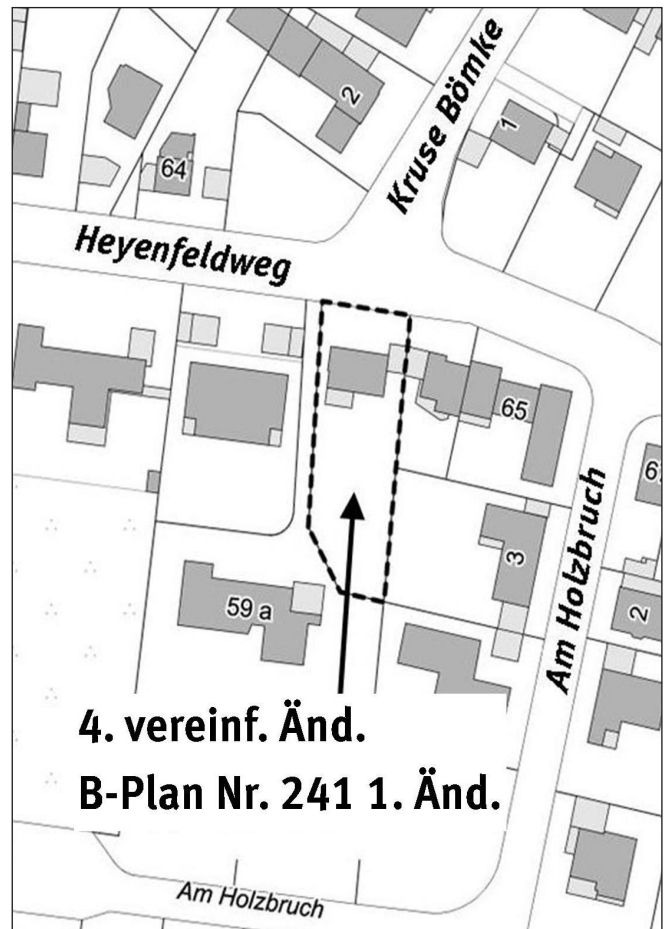 2
Kruse Bömke
1
64
Heyenfeldweg
65
Am Holzbruch
3
2
59 a
4. vereinf. Änd.
B-Plan Nr. 241 1. Änd.
Am Holzbruch